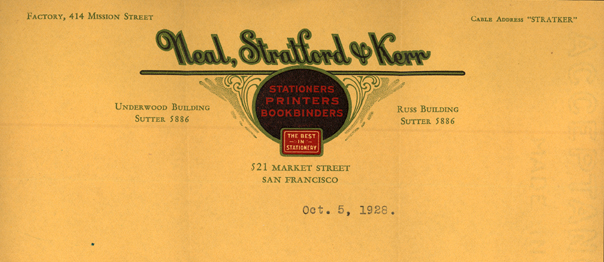 Factory, 414 Mission Street
Cable Address "STRATKER"
Neal, Stratford & Kerr
STATIONERS
PRINTERS
BOOKBINDERS
Underwood Building
Sutter 5886
Russ Building
Sutter 5886
THE BEST
IN
STATIONERY
521 MARKET STREET
SAN FRANCISCO
Oct. 5, 1928.